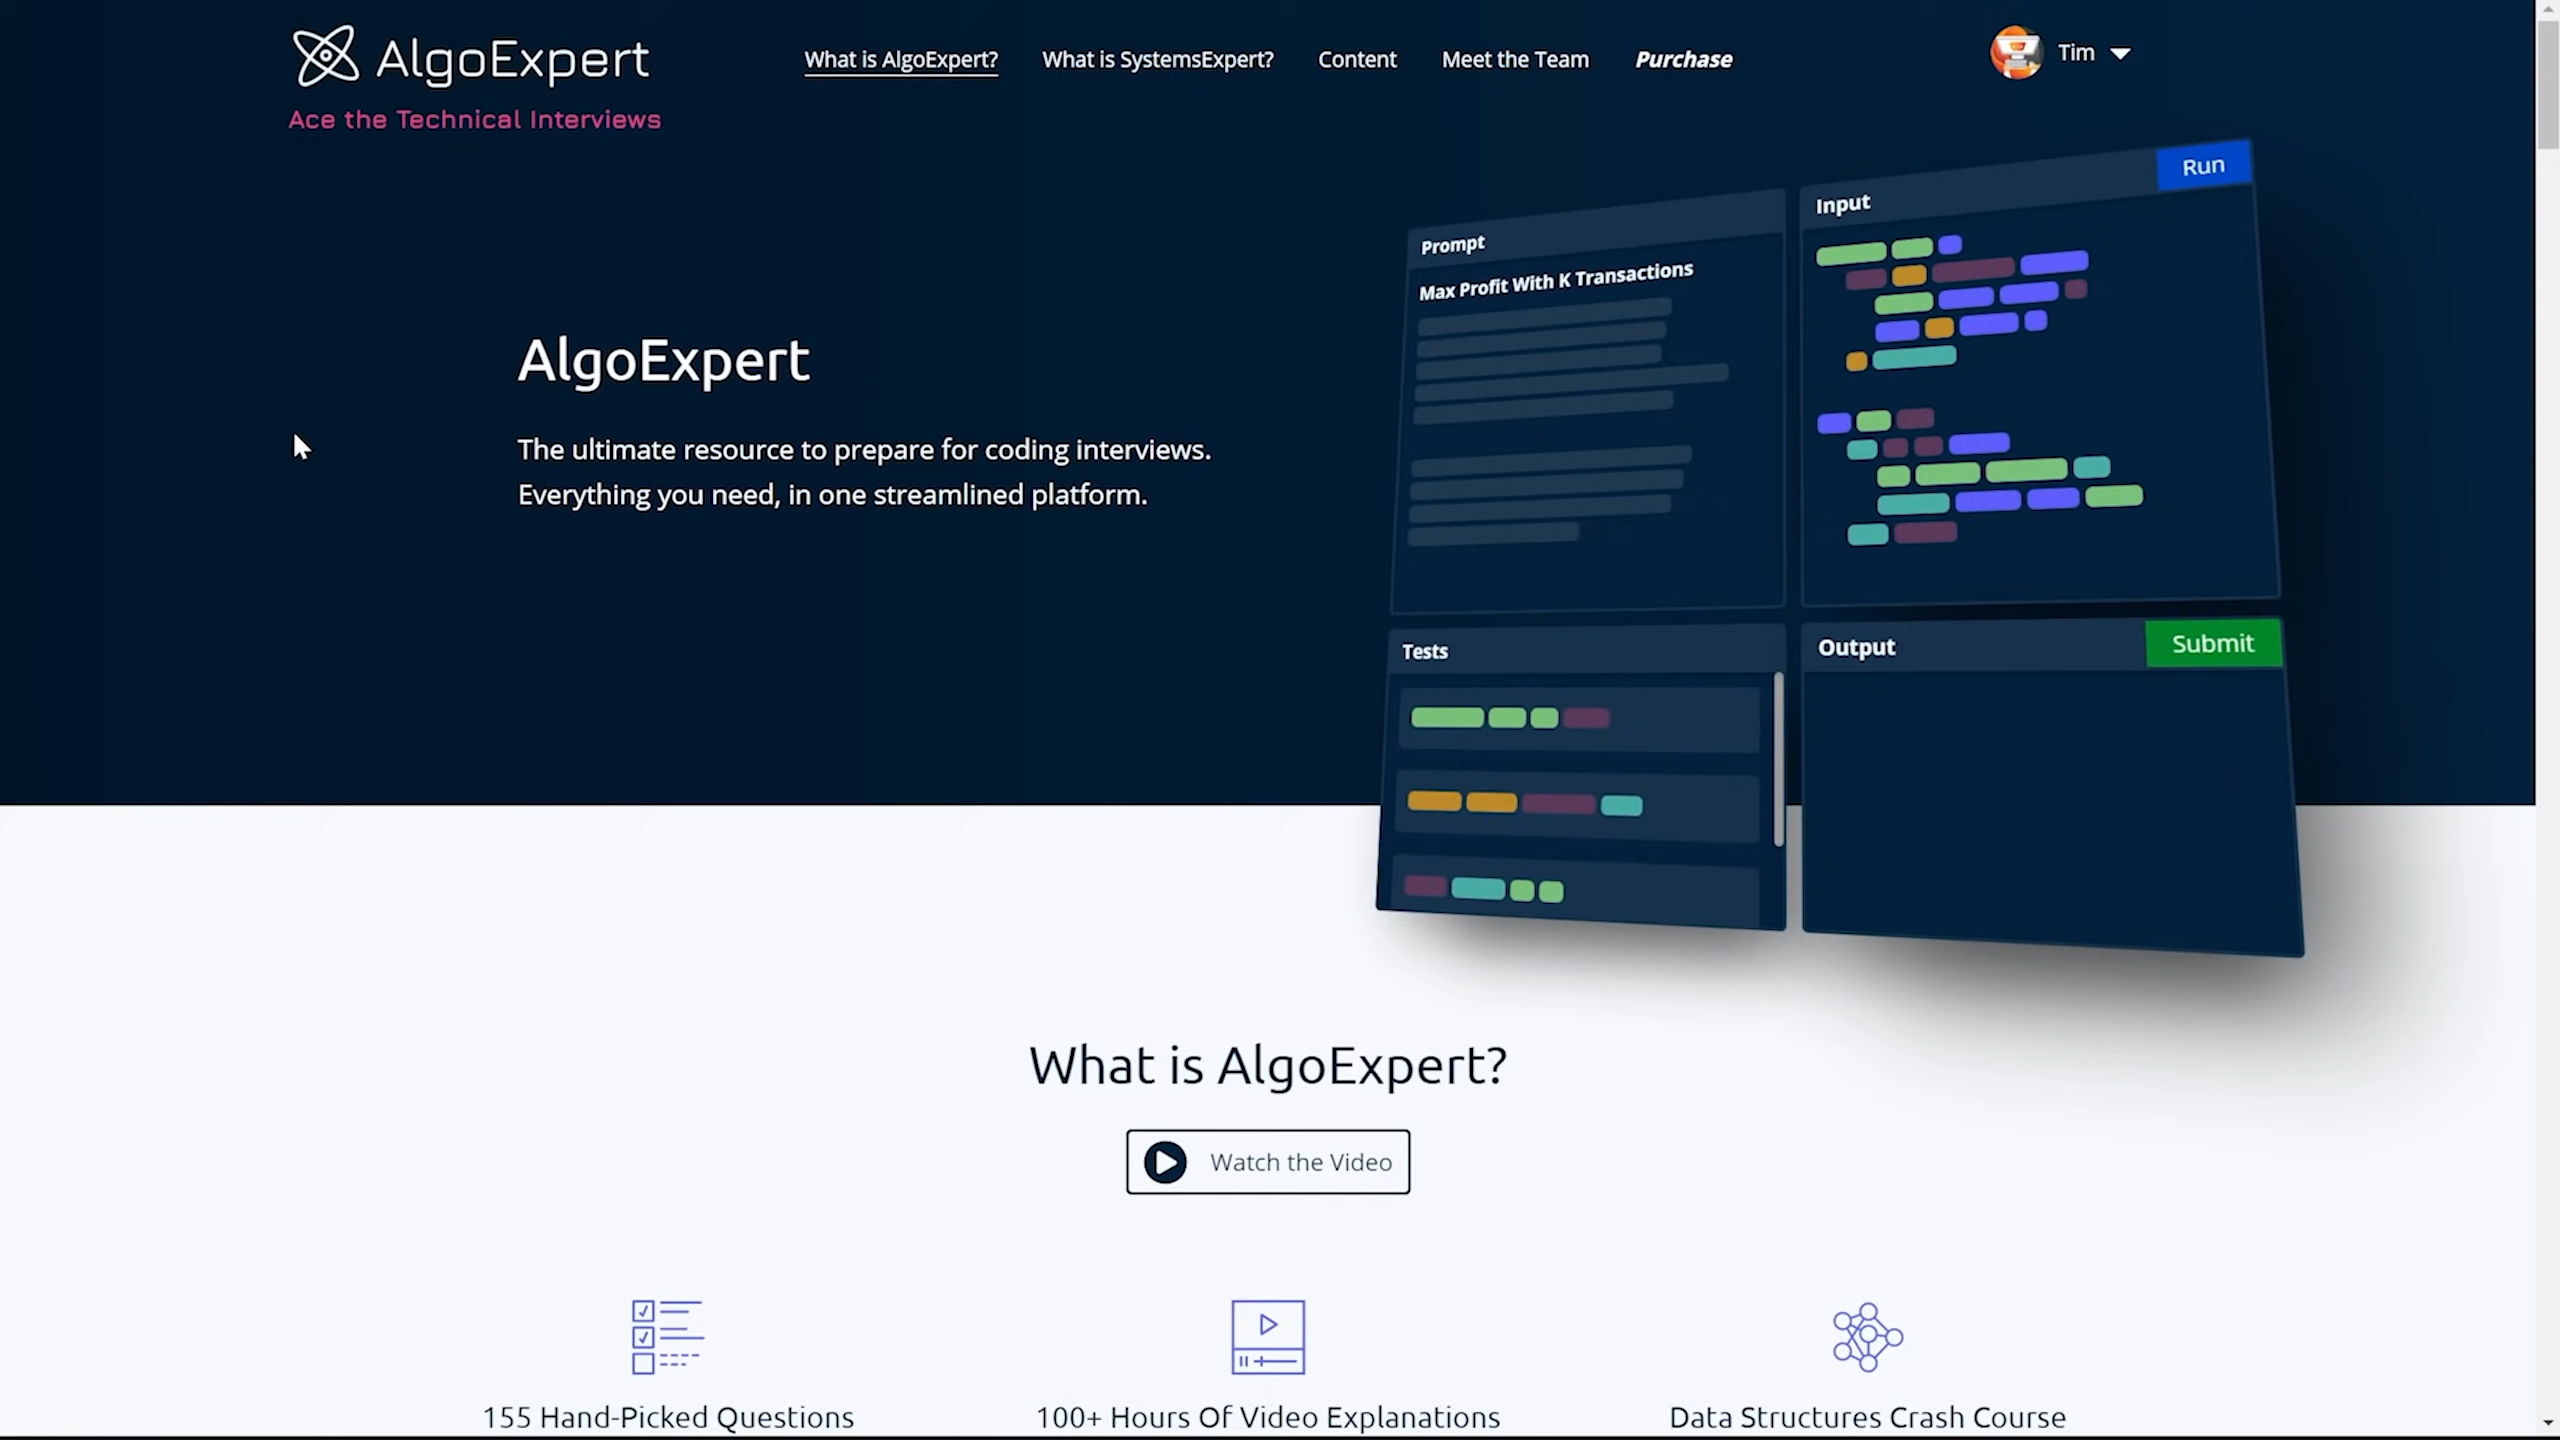 AlgoExpert
Ace the Technical Interviews
What is AlgoExpert?
What is SystemsExpert?
Content
Meet the Team
Purchase
Tim
AlgoExpert
The ultimate resource to prepare for coding interviews.
Everything you need, in one streamlined platform.
Prompt
Max Profit With K Transactions
Input
Run
Tests
Output
Submit
What is AlgoExpert?
Watch the Video
155 Hand-Picked Questions
100+ Hours Of Video Explanations
Data Structures Crash Course